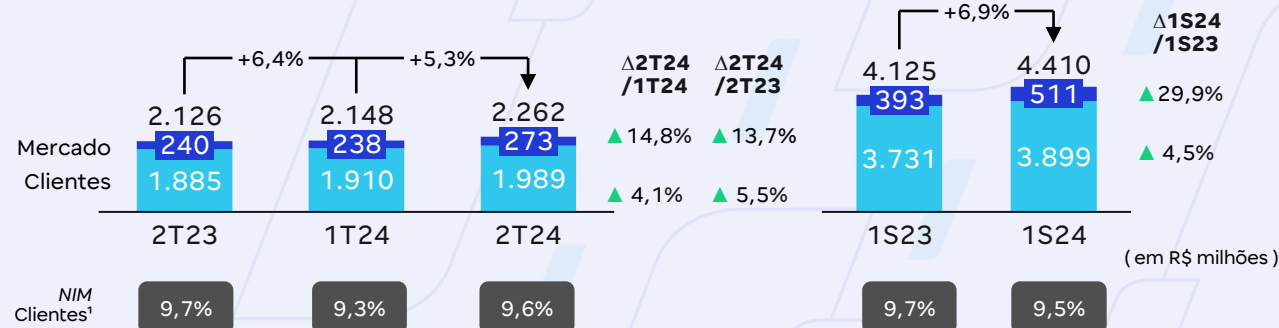 +6,9%
∆1S24
/1S23
+6,4%
+5,3%
∆2T24
/1T24
∆2T24
/2T23
4.125
4.410
393
511
▲29,9%
2.126
2.148
2.262
Mercado
240
238
273
▲14,8%
▲13,7%
Clientes
1.885
1.910
1.989
▲ 4,1%
▲ 5,5%
3.731
3.899
▲ 4,5%
2T23
1T24
2T24
1S23
1S24
( em R$ milhões )
NIM
Clientes¹
9,7%
9,3%
9,6%
9,7%
9,5%